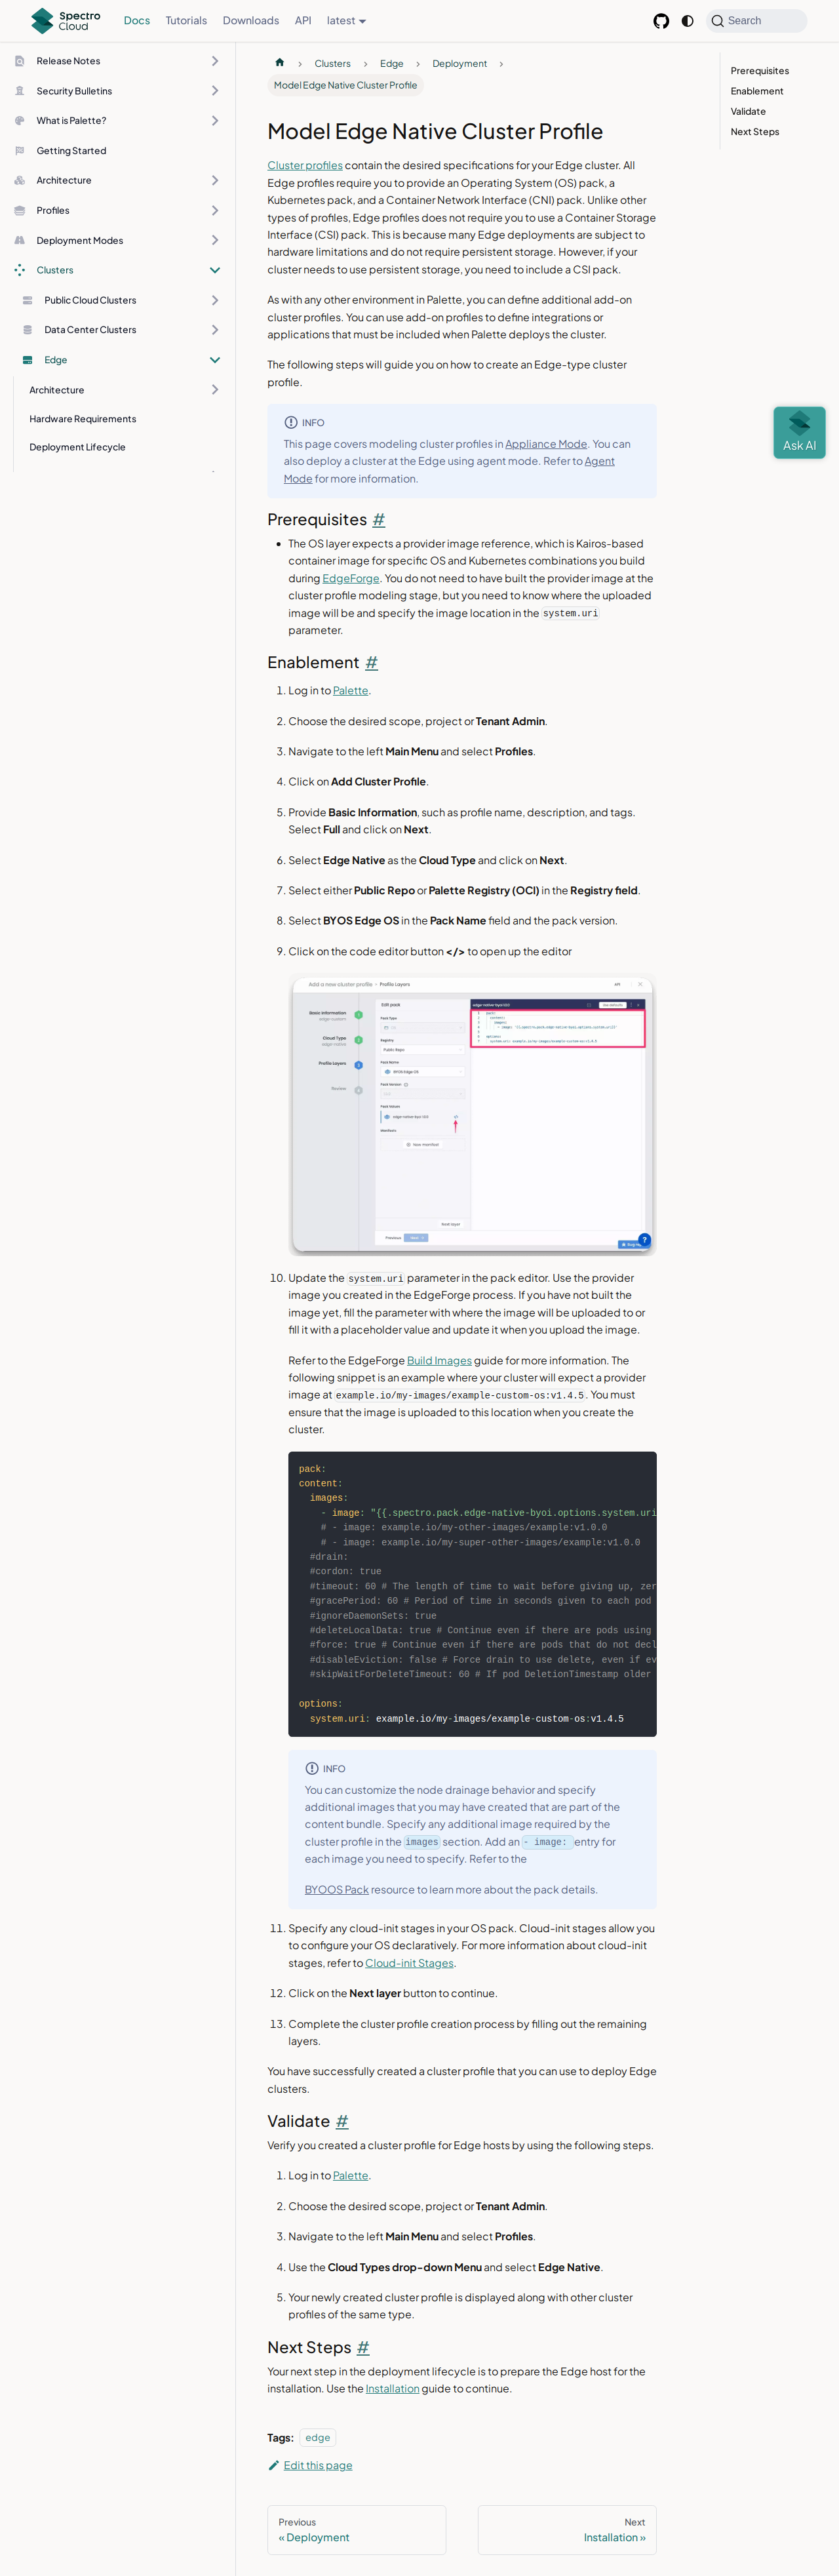 Spectro Cloud
Docs
Tutorials
Downloads
API
latest
Search
Release Notes
Security Bulletins
What is Palette?
Getting Started
Architecture
Profiles
Deployment Modes
Clusters
Public Cloud Clusters
Data Center Clusters
Edge
Architecture
Hardware Requirements
Deployment Lifecycle
Clusters
Edge
Deployment
Model Edge Native Cluster Profile
Model Edge Native Cluster Profile
Cluster profiles contain the desired specifications for your Edge cluster. All
Edge profiles require you to provide an Operating System (OS) pack, a
Kubernetes pack, and a Container Network Interface (CNI) pack. Unlike other
types of profiles, Edge profiles does not require you to use a Container Storage
Interface (CSI) pack. This is because many Edge deployments are subject to
hardware limitations and do not require persistent storage. However, if your
cluster needs to use persistent storage, you need to include a CSI pack.
As with any other environment in Palette, you can define additional add-on
cluster profiles. You can use add-on profiles to define integrations or
applications that must be included when Palette deploys the cluster.
The following steps will guide you on how to create an Edge-type cluster
profile.
INFO
This page covers modeling cluster profiles in Appliance Mode. You can
also deploy a cluster at the Edge using agent mode. Refer to Agent
Mode for more information.
Prerequisites #
The OS layer expects a provider image reference, which is Kairos-based
container image for specific OS and Kubernetes combinations you build
during EdgeForge. You do not need to have built the provider image at the
cluster profile modeling stage, but you need to know where the uploaded
image will be and specify the image location in the system.uri
parameter.
Enablement #
1. Log in to Palette.
2. Choose the desired scope, project or Tenant Admin.
3. Navigate to the left Main Menu and select Profiles.
4. Click on Add Cluster Profile.
5. Provide Basic Information, such as profile name, description, and tags.
Select Full and click on Next.
6. Select Edge Native as the Cloud Type and click on Next.
7. Select either Public Repo or Palette Registry (OCI) in the Registry field.
8. Select BYOS Edge OS in the Pack Name field and the pack version.
9. Click on the code editor button </> to open up the editor
Add a new cluster profile > Profile Layers
API
Basic Information
Cloud Type
Profile Layers
Review
Edit pack
Pack Type
Registry
Public Repo
Pack Name
BYOS Edge OS
Pack Version
Pack Values
Manifests
New manifest
Next layer
Previous
Next
10. Update the system.uri parameter in the pack editor. Use the provider
image you created in the EdgeForge process. If you have not built the
image yet, fill the parameter with where the image will be uploaded to or
fill it with a placeholder value and update it when you upload the image.
Refer to the EdgeForge Build Images guide for more information. The
following snippet is an example where your cluster will expect a provider
image at example.io/my-images/example-custom-os:v1.4.5. You must
ensure that the image is uploaded to this location when you create the
cluster.
pack:
content:
images:
- image: "{{.spectro.pack.edge-native-byoi.options.system.uri
# - image: example.io/my-other-images/example:v1.0.0
# - image: example.io/my-super-other-images/example:v1.0.0
#drain:
#cordon: true
#timeout: 60 # The length of time to wait before giving up, zer
#gracePeriod: 60 # Period of time in seconds given to each pod
#ignoreDaemonSets: true
#deleteLocalData: true # Continue even if there are pods using
#force: true # Continue even if there are pods that do not decl
#disableEviction: false # Force drain to use delete, even if ev
#skipWaitForDeleteTimeout: 60 # If pod DeletionTimestamp older
options:
system.uri: example.io/my-images/example-custom-os:v1.4.5
INFO
You can customize the node drainage behavior and specify
additional images that you may have created that are part of the
content bundle. Specify any additional image required by the
cluster profile in the images section. Add an - image: entry for
each image you need to specify. Refer to the
BYOOS Pack resource to learn more about the pack details.
11. Specify any cloud-init stages in your OS pack. Cloud-init stages allow you
to configure your OS declaratively. For more information about cloud-init
stages, refer to Cloud-init Stages.
12. Click on the Next layer button to continue.
13. Complete the cluster profile creation process by filling out the remaining
layers.
You have successfully created a cluster profile that you can use to deploy Edge
clusters.
Validate #
Verify you created a cluster profile for Edge hosts by using the following steps.
1. Log in to Palette.
2. Choose the desired scope, project or Tenant Admin.
3. Navigate to the left Main Menu and select Profiles.
4. Use the Cloud Types drop-down Menu and select Edge Native.
5. Your newly created cluster profile is displayed along with other cluster
profiles of the same type.
Next Steps #
Your next step in the deployment lifecycle is to prepare the Edge host for the
installation. Use the Installation guide to continue.
Tags: edge
Edit this page
Previous
« Deployment
Next
Installation »
Prerequisites
Enablement
Validate
Next Steps
Ask AI